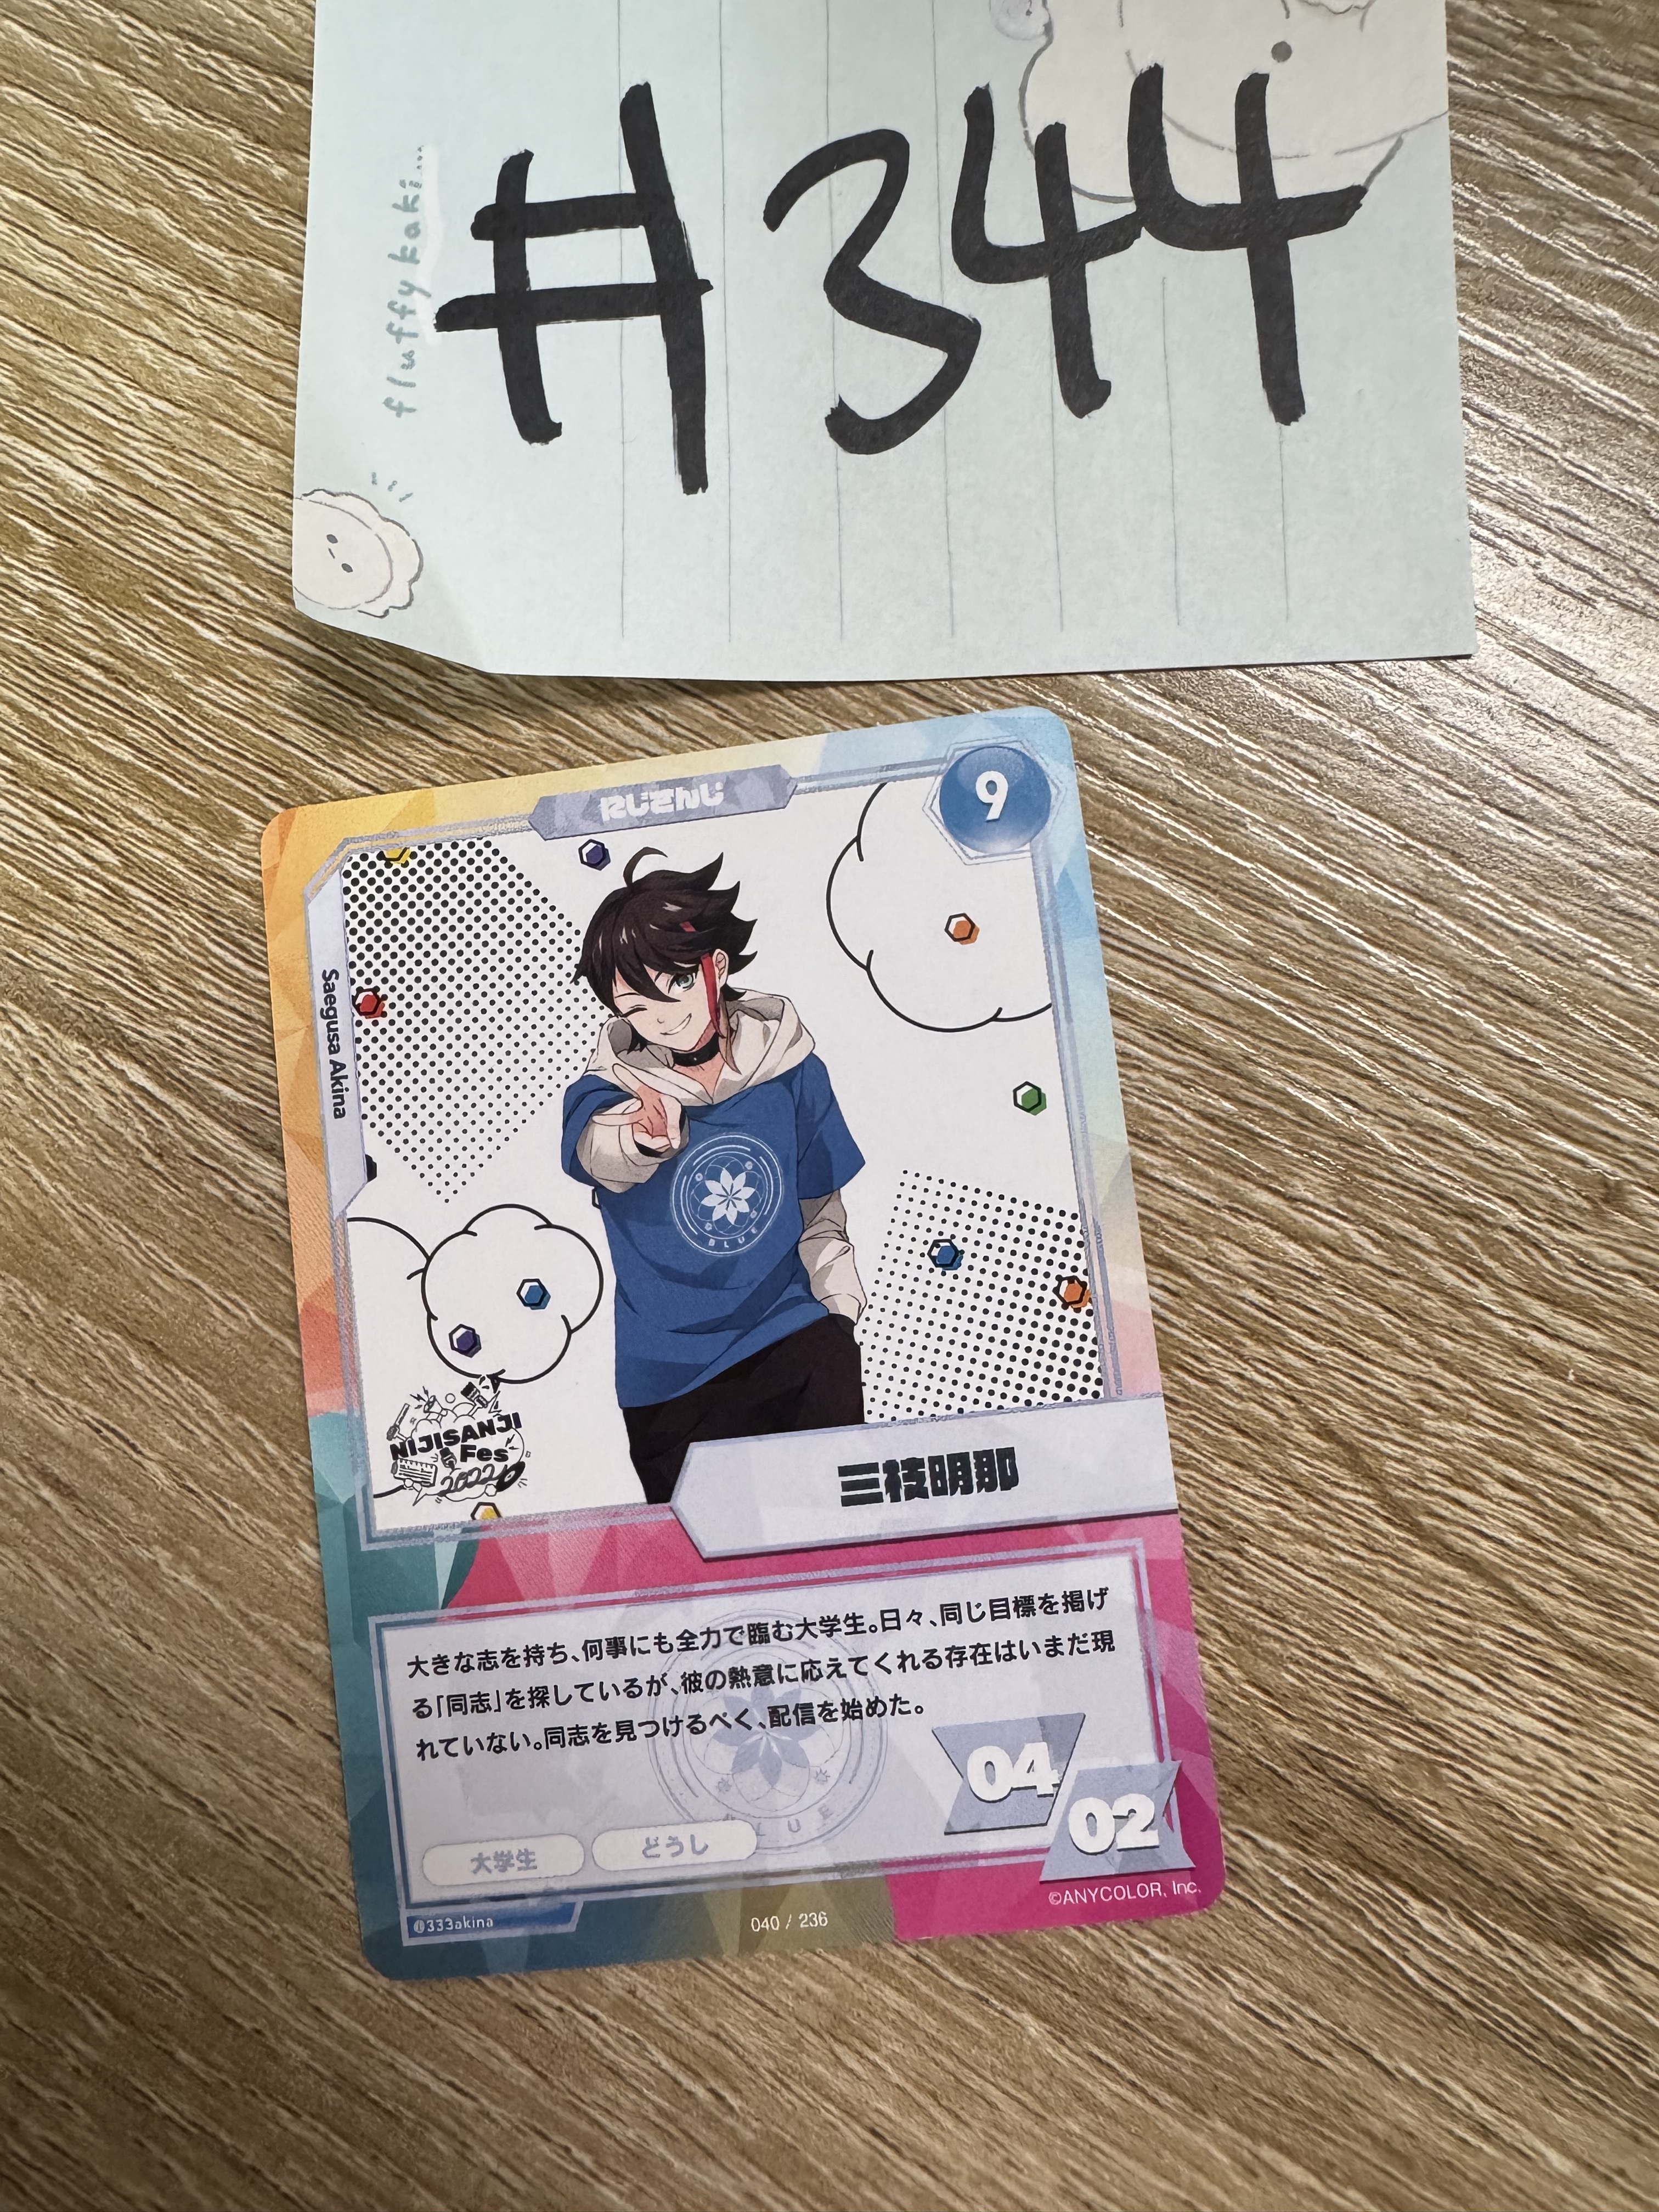 #344
fluffy kaki...
にじさんじ
9
Saegusa Akina
BLUE
NIJISANJI
Fes
2022
三枝明那
大きな志を持ち、何事にも全力で臨む大学生。日々、同じ目標を掲げ
る「同志」を探しているが、彼の熱意に応えてくれる存在はいまだ現
れていない。同志を見つけるべく、配信を始めた。
04
02
大学生
どうし
333akina
040 / 236
©ANYCOLOR, Inc.